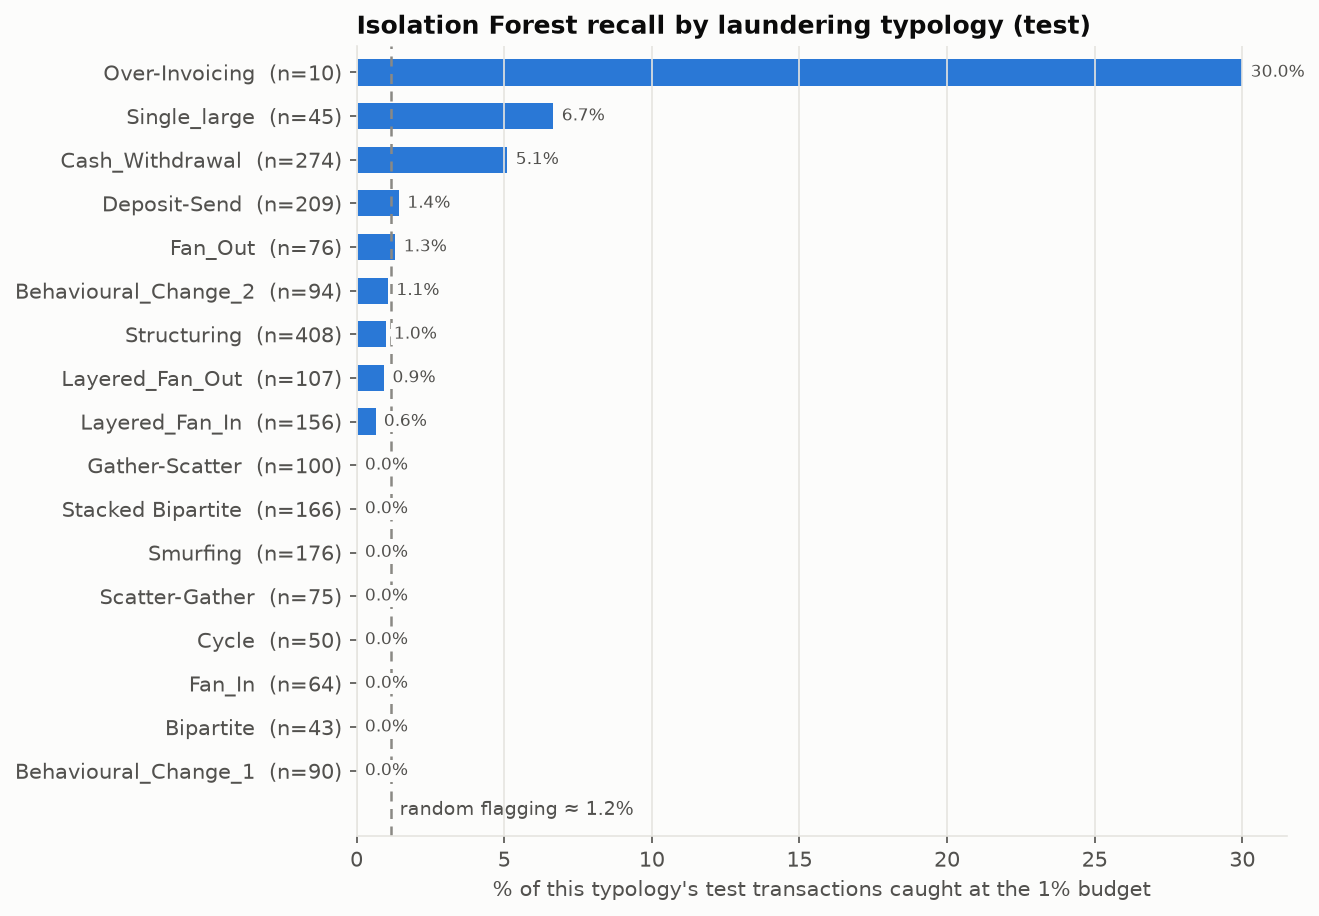 Isolation Forest recall by laundering typology (test)
Over-Invoicing (n=10) 30.0%
Single_large (n=45) 6.7%
Cash_Withdrawal (n=274) 5.1%
Deposit-Send (n=209) 1.4%
Fan_Out (n=76) 1.3%
Behavioural_Change_2 (n=94) 1.1%
Structuring (n=408) 1.0%
Layered_Fan_Out (n=107) 0.9%
Layered_Fan_In (n=156) 0.6%
Gather-Scatter (n=100) 0.0%
Stacked Bipartite (n=166) 0.0%
Smurfing (n=176) 0.0%
Scatter-Gather (n=75) 0.0%
Cycle (n=50) 0.0%
Fan_In (n=64) 0.0%
Bipartite (n=43) 0.0%
Behavioural_Change_1 (n=90) 0.0%
random flagging ≈ 1.2%
0 5 10 15 20 25 30
% of this typology's test transactions caught at the 1% budget